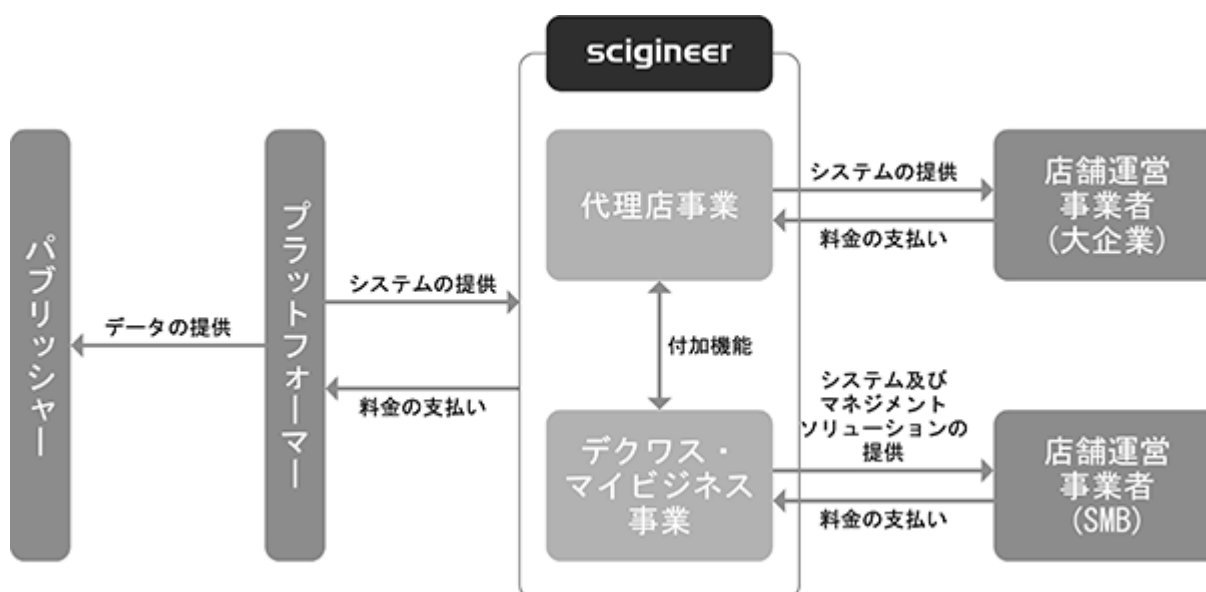 scigineer
パブリッシャー
データの提供
プラットフォーマー
システムの提供
料金の支払い
代理店事業
付加機能
デクワス・
マイビジネス
事業
システムの提供
料金の支払い
店舗運営
事業者
(大企業)
システム及び
マネジメント
ソリューションの
提供
料金の支払い
店舗運営
事業者
(SMB)